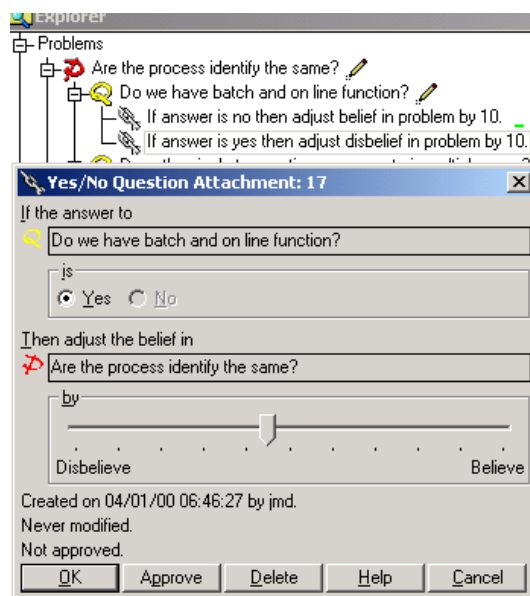 Explorer
Problems
Are the process identify the same?
Do we have batch and on line function?
If answer is no then adjust belief in problem by 10.
If answer is yes then adjust disbelief in problem by 10.
Yes/No Question Attachment: 17
If the answer to
Do we have batch and on line function?
is
Yes No
Then adjust the belief in
Are the process identify the same?
by
Disbelieve Believe
Created on 04/01/00 06:46:27 by jmd.
Never modified.
Not approved.
OK Approve Delete Help Cancel